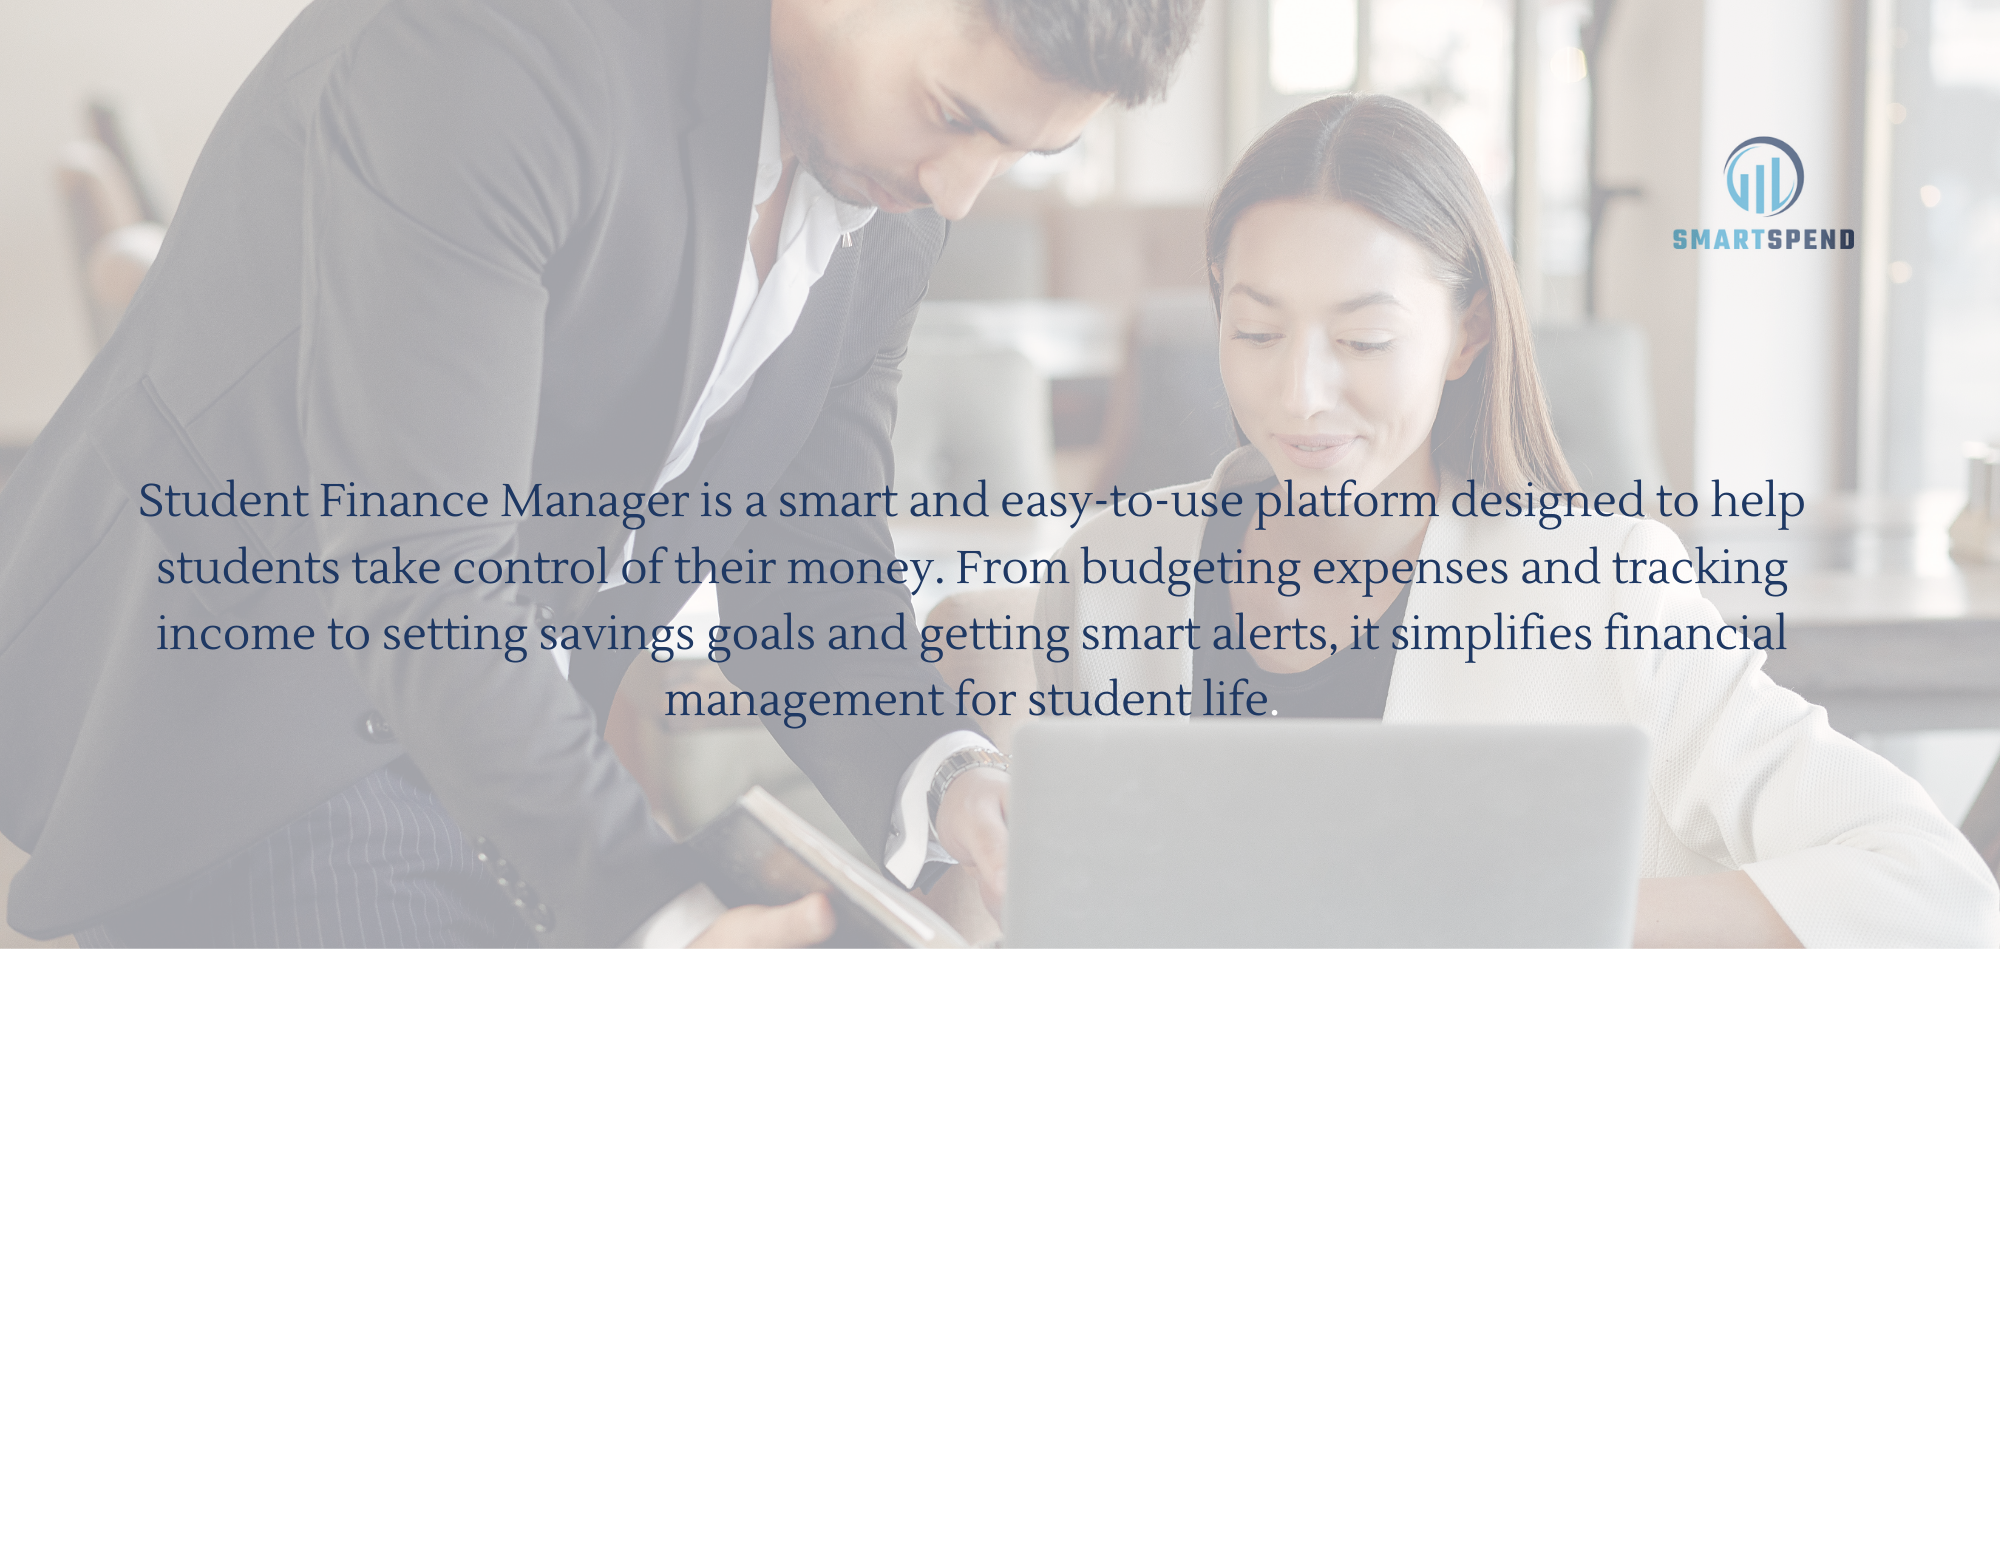 SMARTSPEND
Student Finance Manager is a smart and easy-to-use platform designed to help
students take control of their money. From budgeting expenses and tracking
income to setting savings goals and getting smart alerts, it simplifies financial
management for student life.